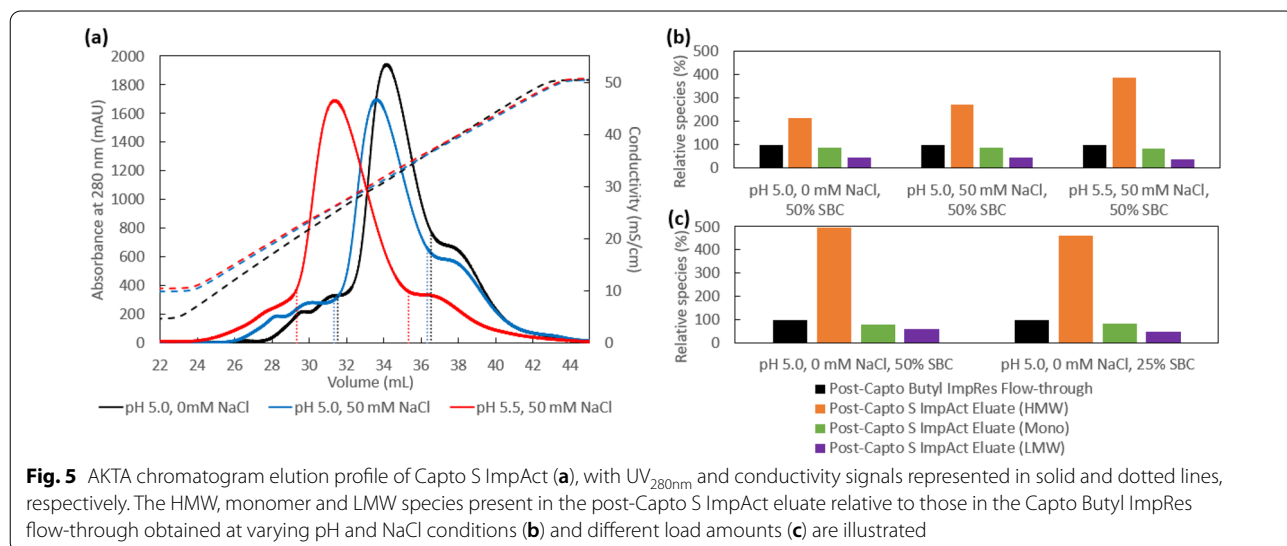 (a)
2000
1800
1600
1400
1200
1000
800
600
400
200
0
Absorbance at 280 nm (mAU)
50
40
30
20
10
0
Conductivity (mS/cm)
22 24 26 28 30 32 34 36 38 40 42 44
Volume (mL)
pH 5.0, 0mM NaCl pH 5.0, 50 mM NaCl pH 5.5, 50 mM NaCl
(b)
500
400
300
200
100
0
Relative species (%)
pH 5.0, 0 mM NaCl, 50% SBC
pH 5.0, 50 mM NaCl, 50% SBC
pH 5.5, 50 mM NaCl, 50% SBC
(c)
500
400
300
200
100
0
Relative species (%)
pH 5.0, 0 mM NaCl, 50% SBC pH 5.0, 0 mM NaCl, 25% SBC
Post-Capto Butyl ImpRes Flow-through
Post-Capto S ImpAct Eluate (HMW)
Post-Capto S ImpAct Eluate (Mono)
Post-Capto S ImpAct Eluate (LMW)
Fig. 5 AKTA chromatogram elution profile of Capto S ImpAct (a), with UV280nm and conductivity signals represented in solid and dotted lines,
respectively. The HMW, monomer and LMW species present in the post-Capto S ImpAct eluate relative to those in the Capto Butyl ImpRes
flow-through obtained at varying pH and NaCl conditions (b) and different load amounts (c) are illustrated